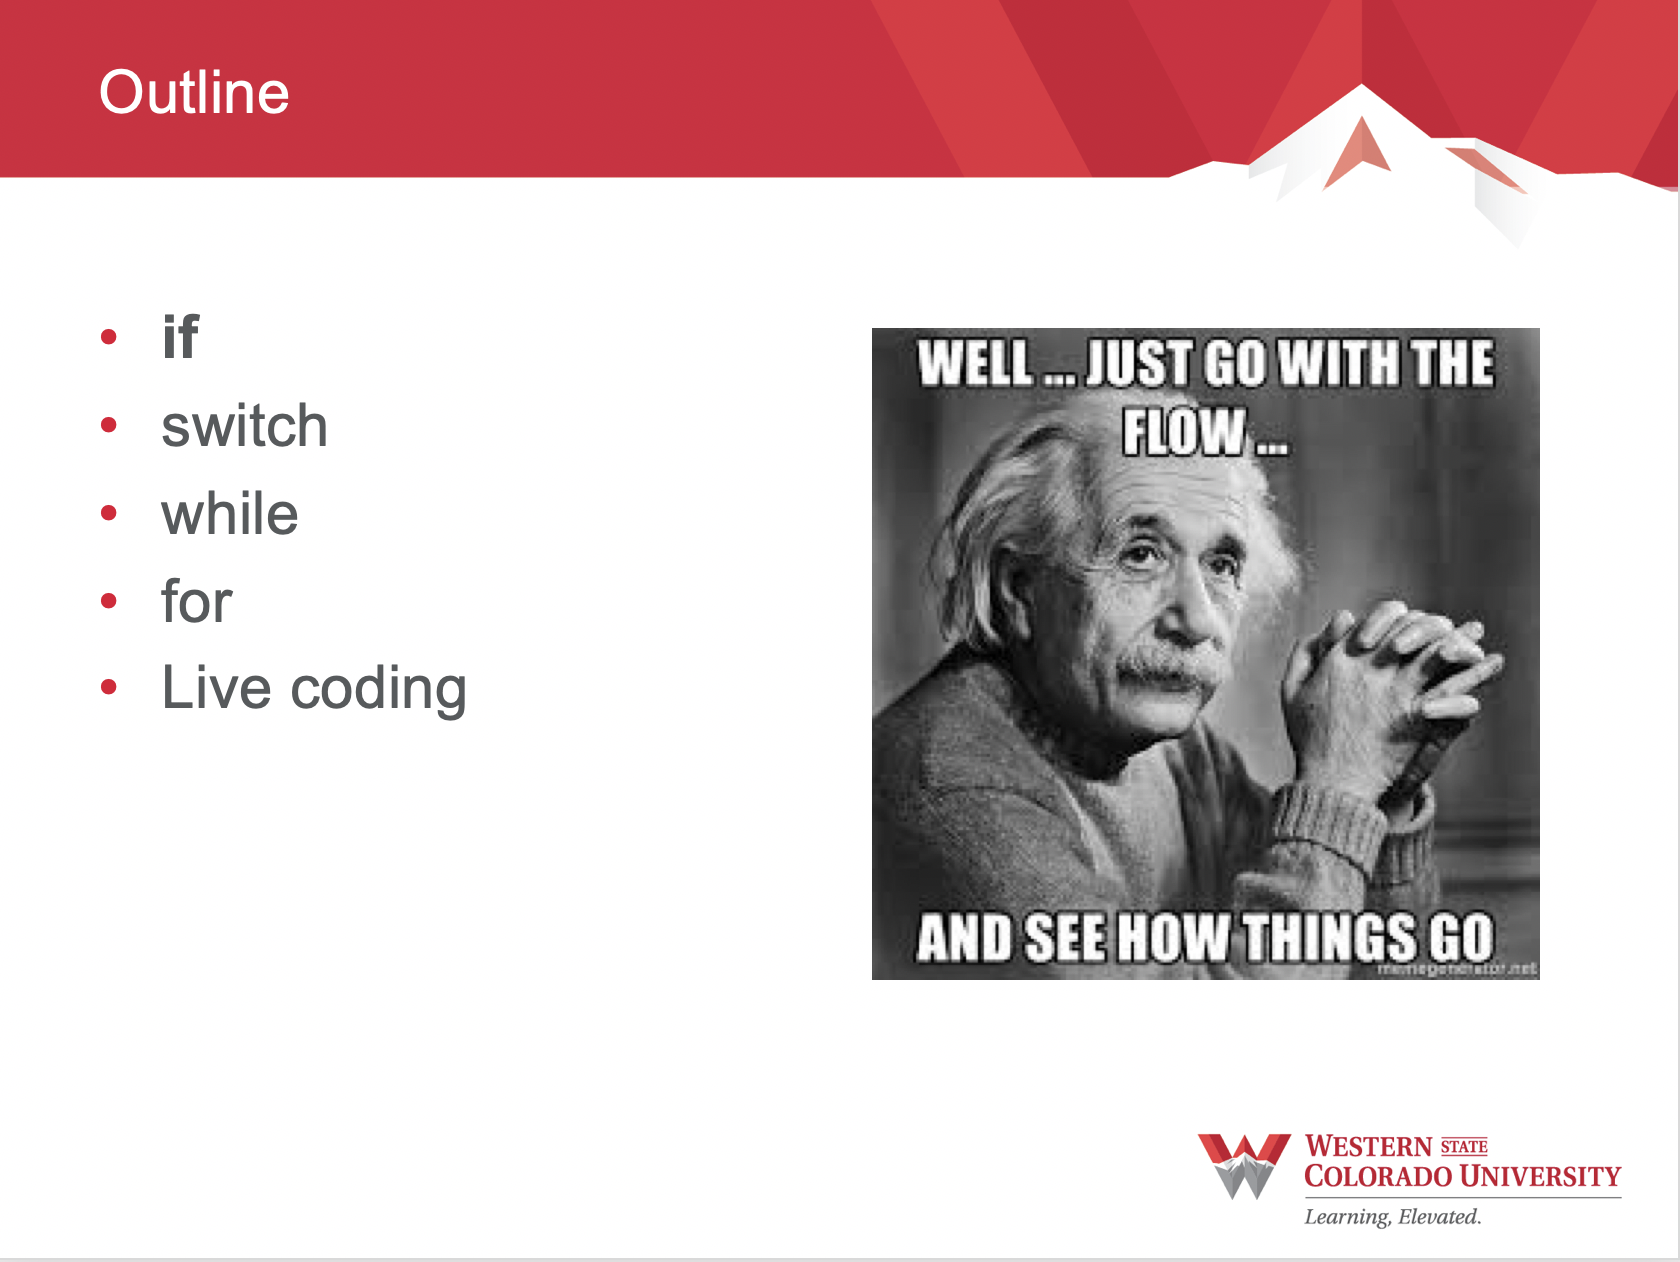 Outline
if
switch
while
for
Live coding
WELL ... JUST GO WITH THE
FLOW ...
AND SEE HOW THINGS GO
memegenerator.net
WESTERN STATE
COLORADO UNIVERSITY
Learning, Elevated.